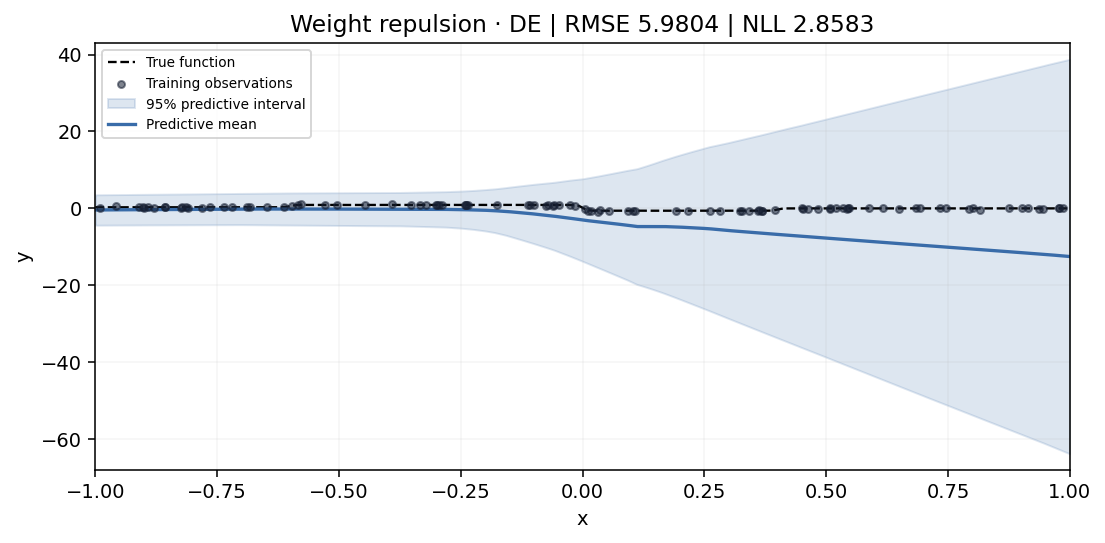 Weight repulsion · DE | RMSE 5.9804 | NLL 2.8583
True function
Training observations
95% predictive interval
Predictive mean
40
20
0
−20
−40
−60
y
−1.00 −0.75 −0.50 −0.25 0.00 0.25 0.50 0.75 1.00
x